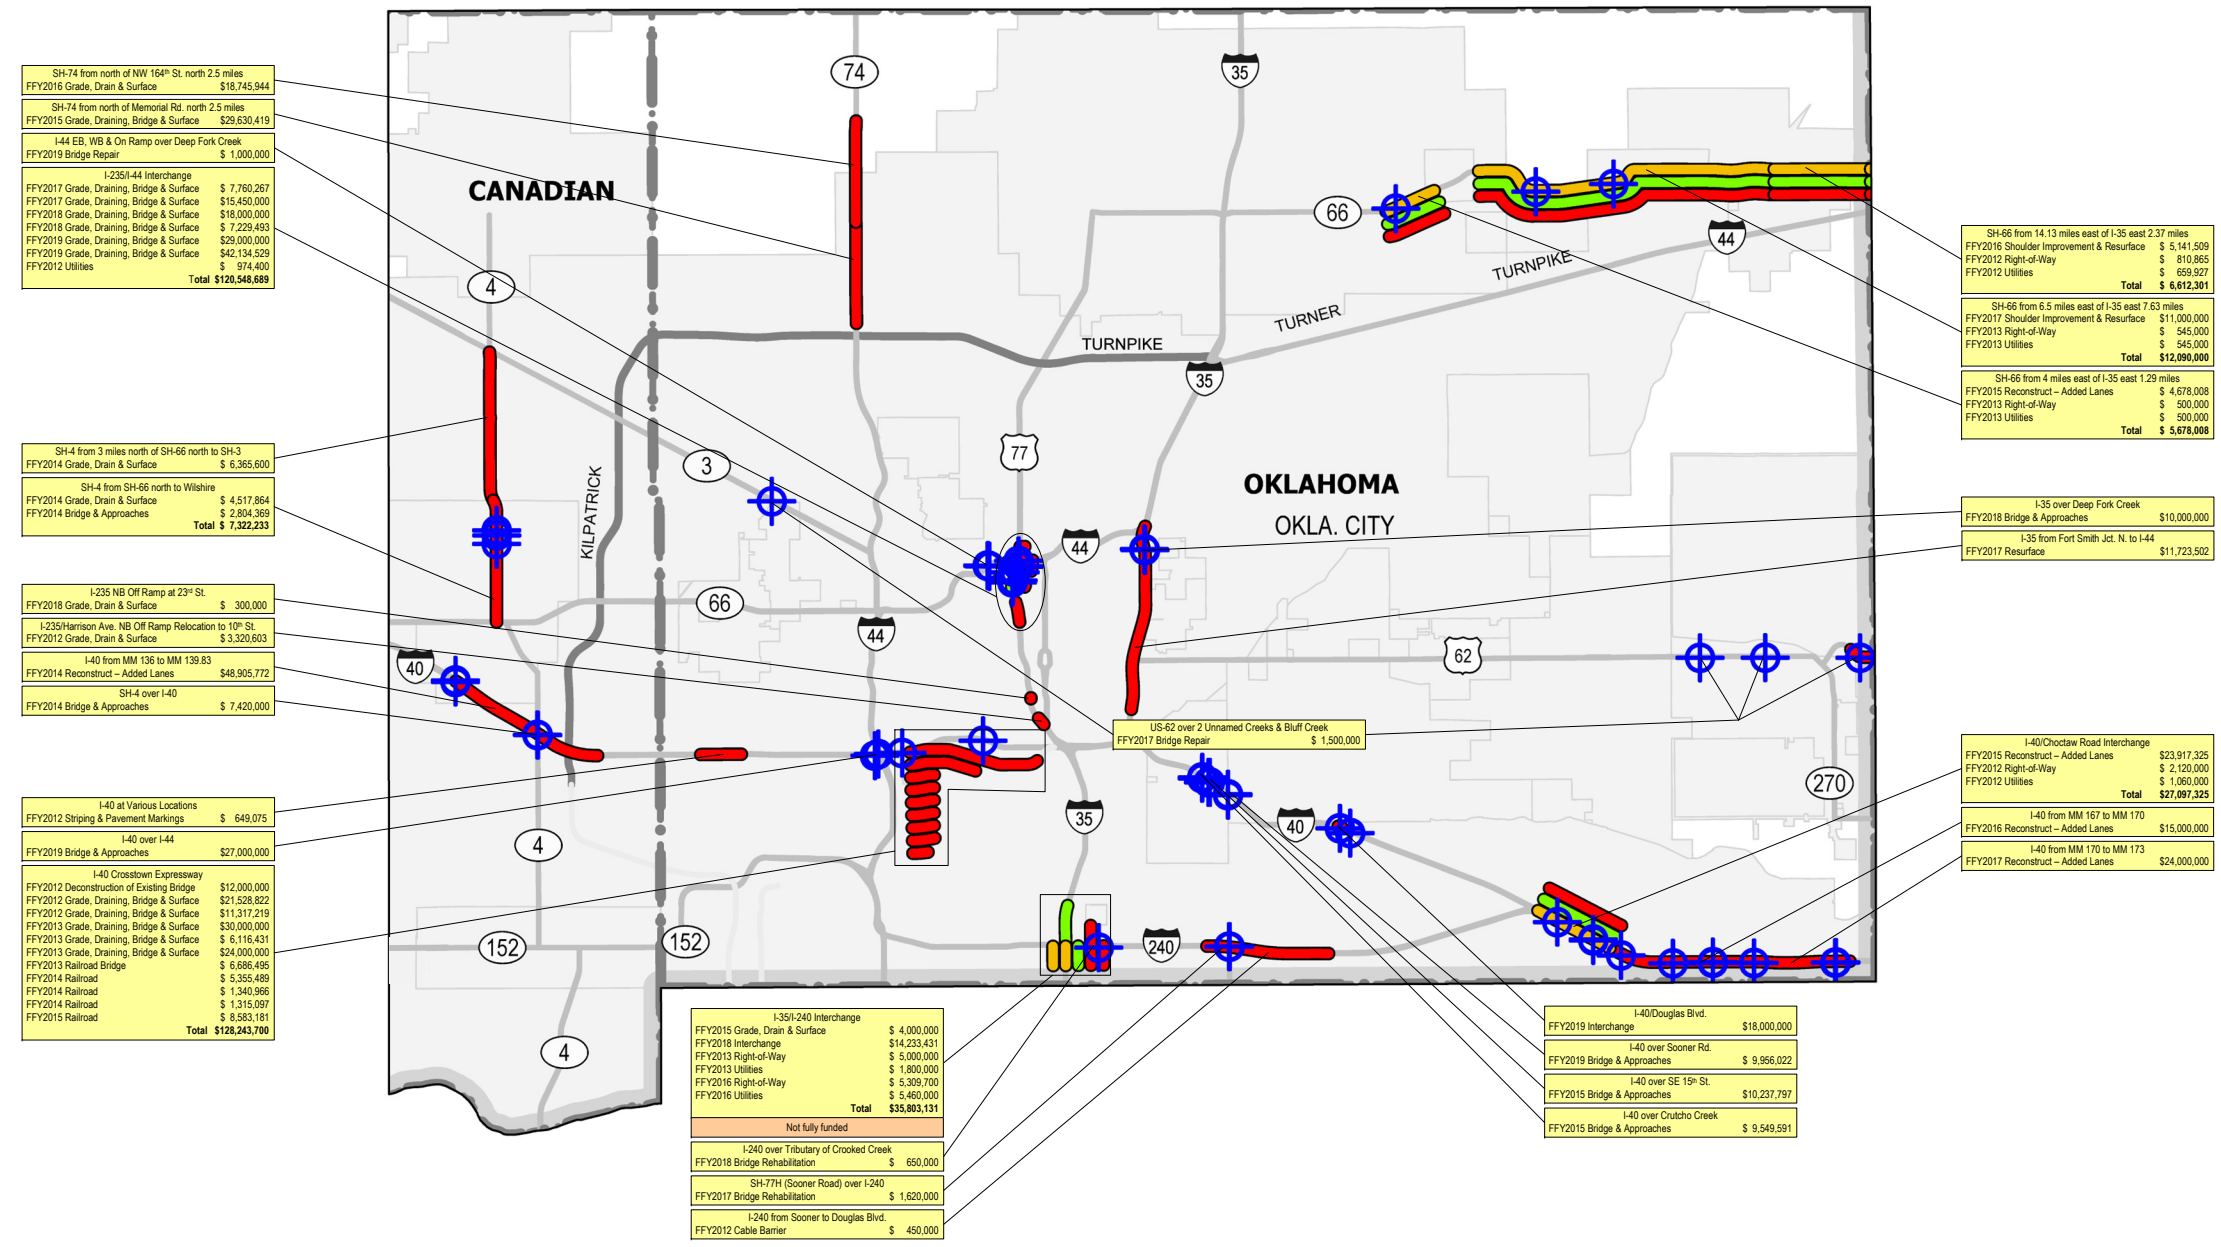 SH-74 from north of NW 164th St. north 2.5 miles
FFY2016 Grade, Drain & Surface $18,745,944
SH-74 from north of Memorial Rd. north 2.5 miles
FFY2015 Grade, Draining, Bridge & Surface $29,630,419
I-44 EB, WB & On Ramp over Deep Fork Creek
FFY2019 Bridge Repair $ 1,000,000
I-235/I-44 Interchange
FFY2017 Grade, Draining, Bridge & Surface $ 7,760,267
FFY2017 Grade, Draining, Bridge & Surface $15,450,000
FFY2018 Grade, Draining, Bridge & Surface $18,000,000
FFY2018 Grade, Draining, Bridge & Surface $ 7,229,493
FFY2019 Grade, Draining, Bridge & Surface $29,000,000
FFY2019 Grade, Draining, Bridge & Surface $42,134,529
FFY2012 Utilities $ 974,400
Total $120,548,689
SH-4 from 3 miles north of SH-66 north to SH-3
FFY2014 Grade, Drain & Surface $ 6,365,600
SH-4 from SH-66 north to Wilshire
FFY2014 Grade, Drain & Surface $ 4,517,864
FFY2014 Bridge & Approaches $ 2,804,369
Total $ 7,322,233
I-235 NB Off Ramp at 23rd St.
FFY2018 Grade, Drain & Surface $ 300,000
I-235/Harrison Ave. NB Off Ramp Relocation to 10th St.
FFY2012 Grade, Drain & Surface $ 3,320,603
I-40 from MM 136 to MM 139.83
FFY2014 Reconstruct – Added Lanes $48,905,772
SH-4 over I-40
FFY2014 Bridge & Approaches $ 7,420,000
I-40 at Various Locations
FFY2012 Striping & Pavement Markings $ 649,075
I-40 over I-44
FFY2019 Bridge & Approaches $27,000,000
I-40 Crosstown Expressway
FFY2012 Deconstruction of Existing Bridge $12,000,000
FFY2012 Grade, Draining, Bridge & Surface $21,528,822
FFY2012 Grade, Draining, Bridge & Surface $11,317,219
FFY2013 Grade, Draining, Bridge & Surface $30,000,000
FFY2013 Grade, Draining, Bridge & Surface $ 6,116,431
FFY2013 Grade, Draining, Bridge & Surface $24,000,000
FFY2013 Railroad Bridge $ 6,686,495
FFY2014 Railroad $ 5,355,489
FFY2014 Railroad $ 1,340,966
FFY2014 Railroad $ 1,315,097
FFY2015 Railroad $ 8,583,181
Total $128,243,700
CANADIAN
74
35
66
44
TURNPIKE
TURNER
4
TURNPIKE
35
77
3
KILPATRICK
OKLAHOMA
OKLA. CITY
44
66
44
62
40
270
40
35
4
152
152
240
4
US-62 over 2 Unnamed Creeks & Bluff Creek
FFY2017 Bridge Repair $ 1,500,000
I-35/I-240 Interchange
FFY2015 Grade, Drain & Surface $ 4,000,000
FFY2018 Interchange $14,233,431
FFY2013 Right-of-Way $ 5,000,000
FFY2013 Utilities $ 1,800,000
FFY2016 Right-of-Way $ 5,309,700
FFY2016 Utilities $ 5,460,000
Total $35,803,131
Not fully funded
I-240 over Tributary of Crooked Creek
FFY2018 Bridge Rehabilitation $ 650,000
SH-77H (Sooner Road) over I-240
FFY2017 Bridge Rehabilitation $ 1,620,000
I-240 from Sooner to Douglas Blvd.
FFY2012 Cable Barrier $ 450,000
I-40/Douglas Blvd.
FFY2019 Interchange $18,000,000
I-40 over Sooner Rd.
FFY2019 Bridge & Approaches $ 9,956,022
I-40 over SE 15th St.
FFY2015 Bridge & Approaches $10,237,797
I-40 over Crutcho Creek
FFY2015 Bridge & Approaches $ 9,549,591
SH-66 from 14.13 miles east of I-35 east 2.37 miles
FFY2016 Shoulder Improvement & Resurface $ 5,141,509
FFY2012 Right-of-Way $ 810,865
FFY2012 Utilities $ 659,927
Total $ 6,612,301
SH-66 from 6.5 miles east of I-35 east 7.63 miles
FFY2017 Shoulder Improvement & Resurface $11,000,000
FFY2013 Right-of-Way $ 545,000
FFY2013 Utilities $ 545,000
Total $12,090,000
SH-66 from 4 miles east of I-35 east 1.29 miles
FFY2015 Reconstruct – Added Lanes $ 4,678,008
FFY2013 Right-of-Way $ 500,000
FFY2013 Utilities $ 500,000
Total $ 5,678,008
I-35 over Deep Fork Creek
FFY2018 Bridge & Approaches $10,000,000
I-35 from Fort Smith Jct. N. to I-44
FFY2017 Resurface $11,723,502
I-40/Choctaw Road Interchange
FFY2015 Reconstruct – Added Lanes $23,917,325
FFY2012 Right-of-Way $ 2,120,000
FFY2012 Utilities $ 1,060,000
Total $27,097,325
I-40 from MM 167 to MM 170
FFY2016 Reconstruct – Added Lanes $15,000,000
I-40 from MM 170 to MM 173
FFY2017 Reconstruct – Added Lanes $24,000,000